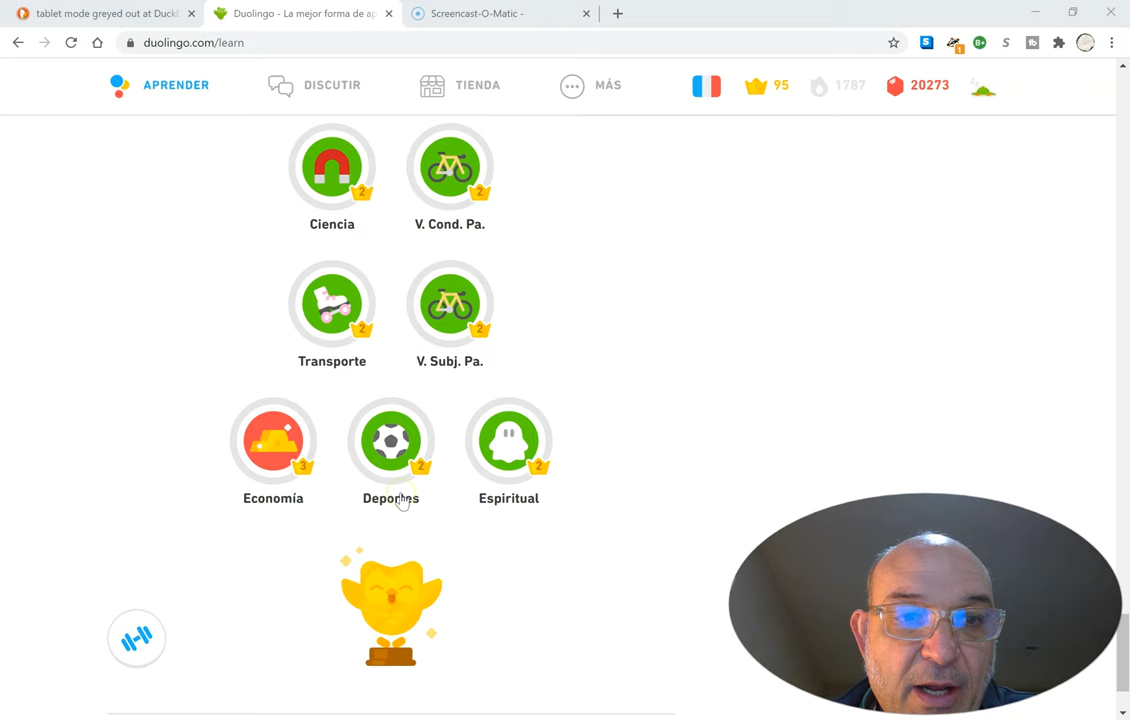 tablet mode greyed out at Duckl
Duolingo - La mejor forma de ap
Screencast-O-Matic -
duolingo.com/learn
APRENDER
DISCUTIR
TIENDA
MÁS
95
1787
20273
2
2
Ciencia
V. Cond. Pa.
2
2
Transporte
V. Subj. Pa.
3
2
2
Economía
Deportes
Espiritual